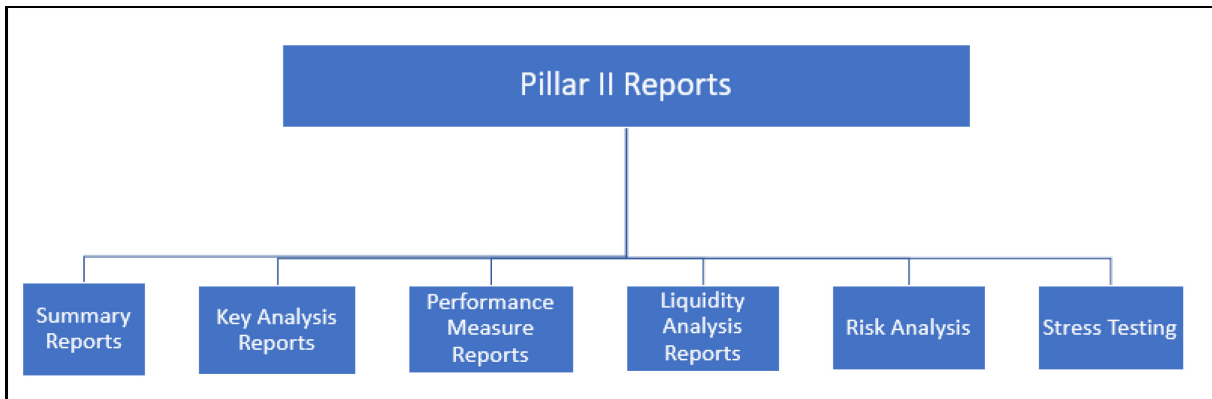 Pillar II Reports
Summary
Reports
Key Analysis
Reports
Performance
Measure
Reports
Liquidity
Analysis
Reports
Risk Analysis
Stress Testing